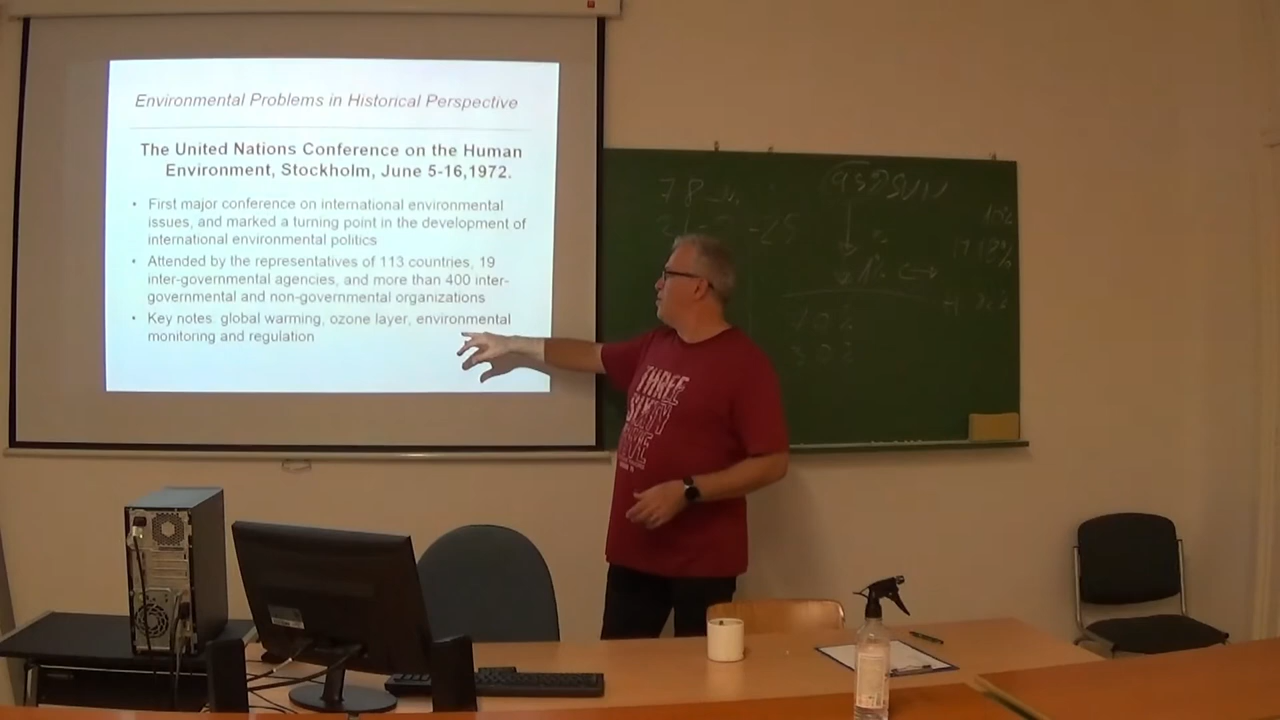 Environmental Problems in Historical Perspective
The United Nations Conference on the Human
Environment, Stockholm, June 5-16,1972.
• First major conference on international environmental
issues, and marked a turning point in the development of
international environmental politics
• Attended by the representatives of 113 countries, 19
inter-governmental agencies, and more than 400 inter-
governmental and non-governmental organizations
• Key notes: global warming, ozone layer, environmental
monitoring and regulation
78
THREE
SIXTY
FIVE